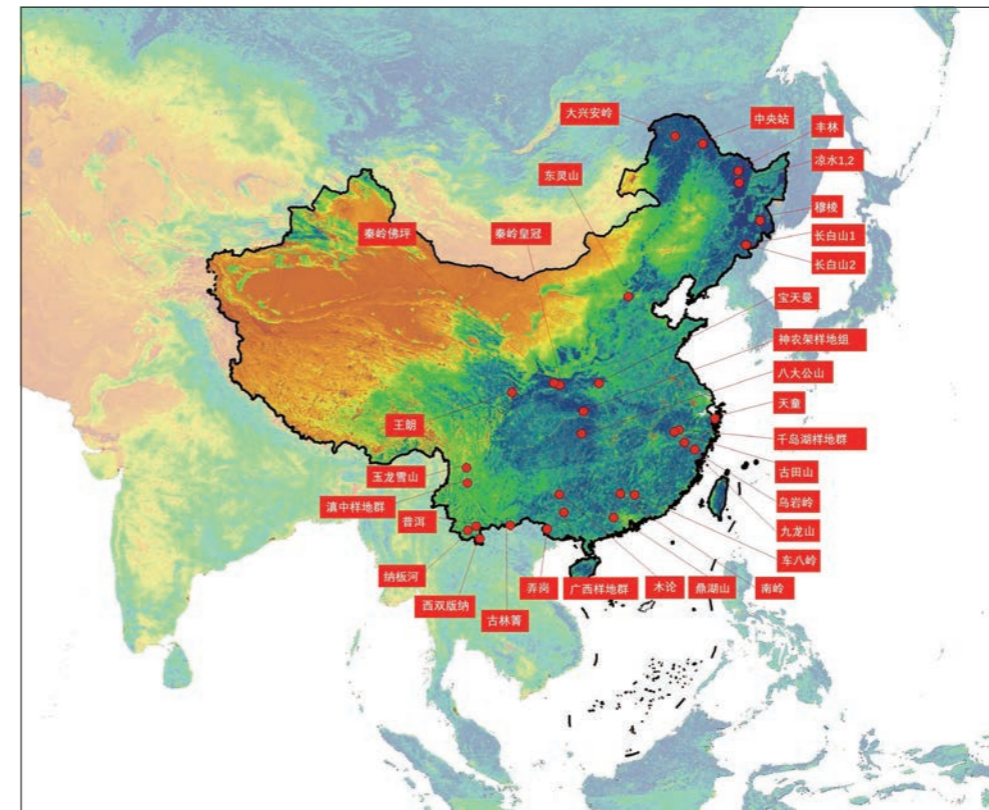 大兴安岭
中央站
丰林
凉水1,2
东灵山
穆棱
秦岭佛坪
秦岭皇冠
长白山1
长白山2
宝天曼
神农架样地组
八大公山
天童
王朗
千岛湖样地群
古田山
玉龙雪山
乌岩岭
滇中样地群
普洱
九龙山
车八岭
纳板河
弄岗
广西样地群
木论
鼎湖山
南岭
西双版纳
古林箐